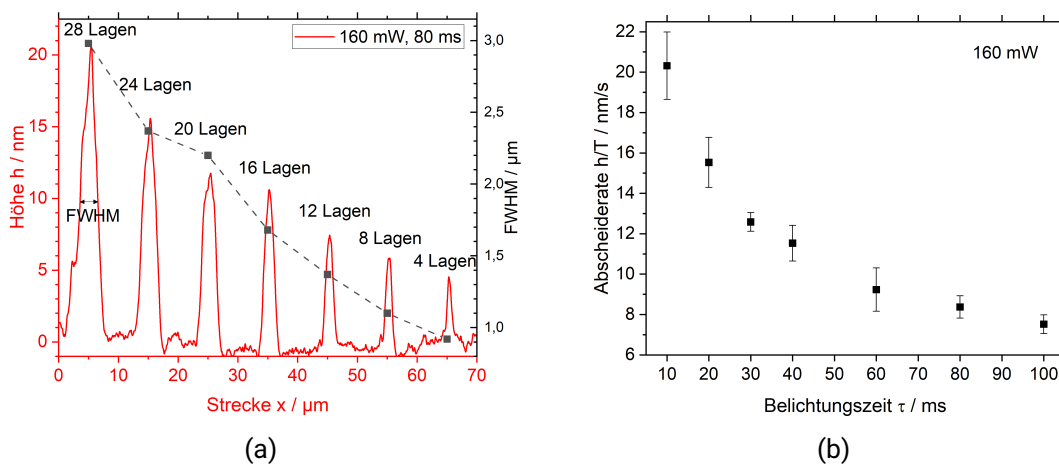 28 Lagen
160 mW, 80 ms
24 Lagen
20 Lagen
16 Lagen
12 Lagen
8 Lagen
4 Lagen
FWHM
Höhe h / nm
20
15
10
5
0
FWHM / µm
3,0
2,5
2,0
1,5
1,0
0 10 20 30 40 50 60 70
Strecke x / µm
(a)
160 mW
Abscheiderate h/T / nm/s
22
20
18
16
14
12
10
8
6
10 20 30 40 50 60 70 80 90 100
Belichtungszeit τ / ms
(b)